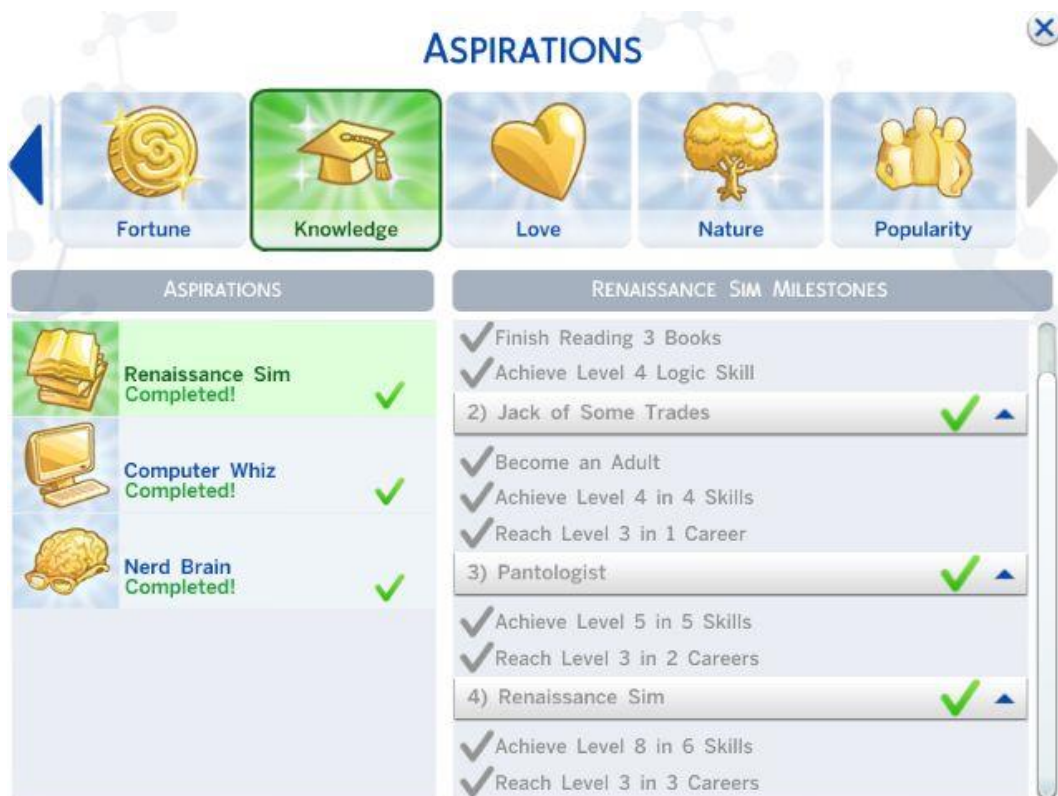 ASPIRATIONS
Fortune
Knowledge
Love
Nature
Popularity
ASPIRATIONS
Renaissance Sim
Completed!
Computer Whiz
Completed!
Nerd Brain
Completed!
RENAISSANCE SIM MILESTONES
Finish Reading 3 Books
Achieve Level 4 Logic Skill
2) Jack of Some Trades
Become an Adult
Achieve Level 4 in 4 Skills
Reach Level 3 in 1 Career
3) Pantologist
Achieve Level 5 in 5 Skills
Reach Level 3 in 2 Careers
4) Renaissance Sim
Achieve Level 8 in 6 Skills
Reach Level 3 in 3 Careers